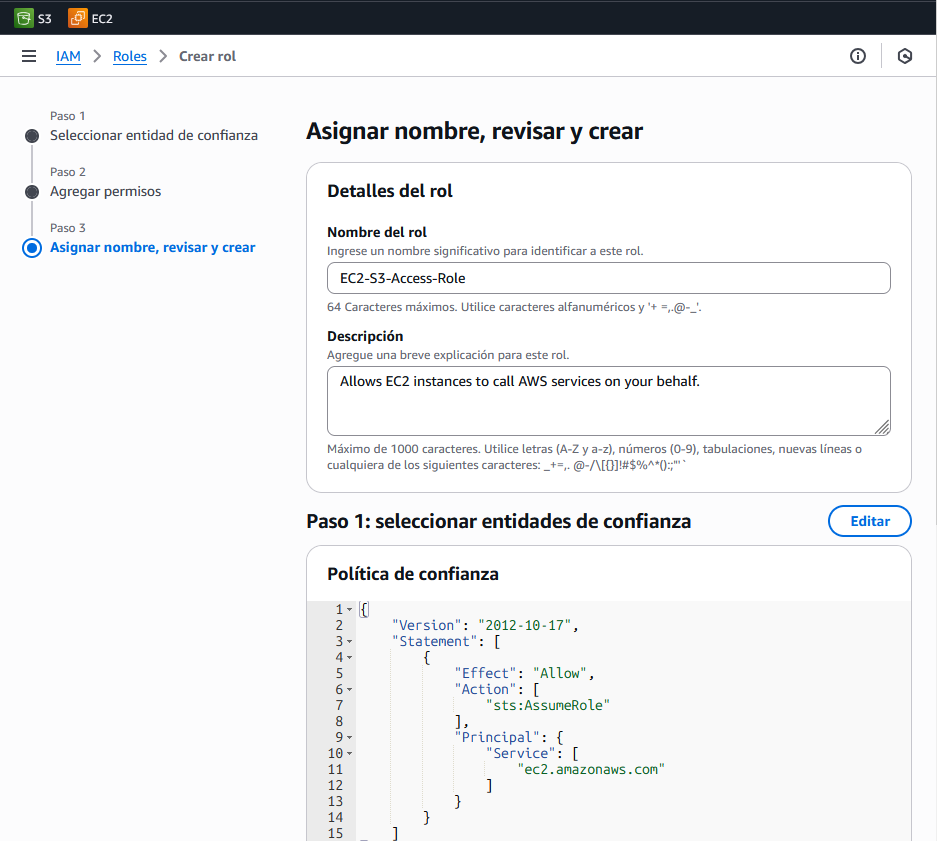 S3 EC2
IAM > Roles > Crear rol
Paso 1
Seleccionar entidad de confianza
Paso 2
Agregar permisos
Paso 3
Asignar nombre, revisar y crear
Asignar nombre, revisar y crear
Detalles del rol
Nombre del rol
Ingrese un nombre significativo para identificar a este rol.
EC2-S3-Access-Role
64 Caracteres máximos. Utilice caracteres alfanuméricos y '+ =,.@-_'.
Descripción
Agregue una breve explicación para este rol.
Allows EC2 instances to call AWS services on your behalf.
Máximo de 1000 caracteres. Utilice letras (A-Z y a-z), números (0-9), tabulaciones, nuevas líneas o
cualquiera de los siguientes caracteres: _+=,. @-/\[{}]!#$%^*();:"'`
Paso 1: seleccionar entidades de confianza
Editar
Política de confianza
1 {
2 "Version": "2012-10-17",
3 "Statement": [
4 {
5 "Effect": "Allow",
6 "Action": [
7 "sts:AssumeRole"
8 ],
9 "Principal": {
10 "Service": [
11 "ec2.amazonaws.com"
12 ]
13 }
14 }
15 ]